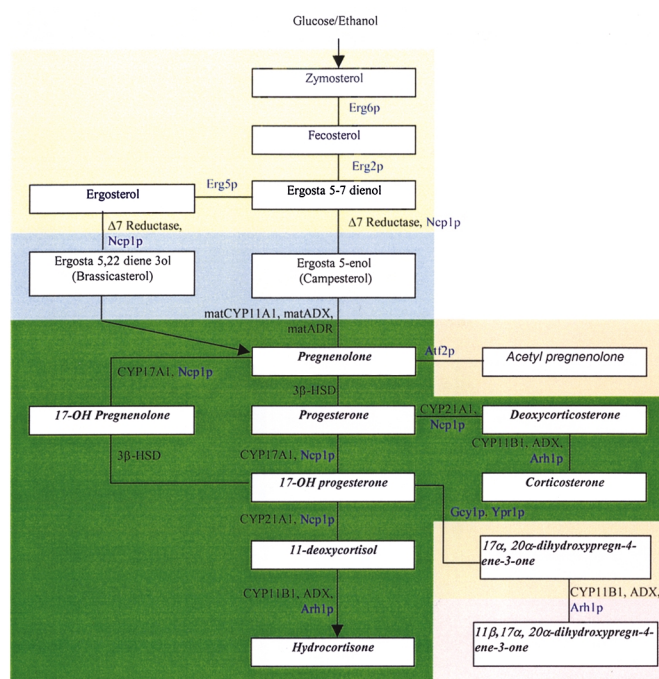 Glucose/Ethanol
Zymosterol
Erg6p
Fecosterol
Erg2p
Ergosta 5-7 dienol
Erg5p
Ergosterol
Δ7 Reductase,
Ncp1p
Δ7 Reductase, Ncp1p
Ergosta 5,22 diene 3ol
(Brassicasterol)
Ergosta 5-enol
(Campesterol)
matCYP11A1, matADX,
matADR
Pregnenolone
Atf2p
Acetyl pregnenolone
CYP17A1, Ncp1p
3β-HSD
17-OH Pregnenolone
Progesterone
CYP21A1,
Ncp1p
Deoxycorticosterone
3β-HSD
CYP17A1, Ncp1p
CYP11B1, ADX,
Arh1p
17-OH progesterone
Corticosterone
CYP21A1, Ncp1p
Gcy1p, Ypr1p
11-deoxycortisol
17α, 20α-dihydroxypregn-4-
ene-3-one
CYP11B1, ADX,
Arh1p
CYP11B1, ADX,
Arh1p
Hydrocortisone
11β,17α, 20α-dihydroxypregn-4-
ene-3-one